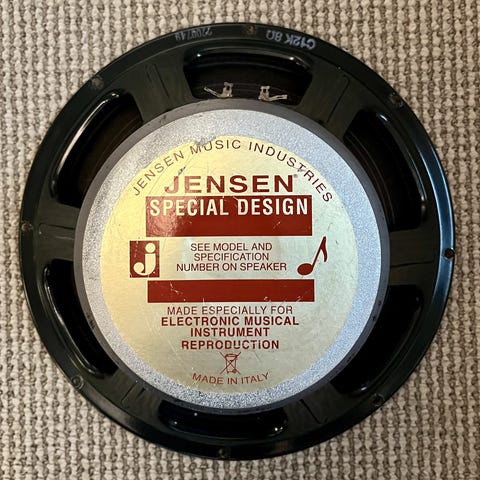 C12K 8Ω
JENSEN MUSIC INDUSTRIES
JENSEN®
SPECIAL DESIGN
j
SEE MODEL AND
SPECIFICATION
NUMBER ON SPEAKER
MADE ESPECIALLY FOR
ELECTRONIC MUSICAL
INSTRUMENT
REPRODUCTION
MADE IN ITALY